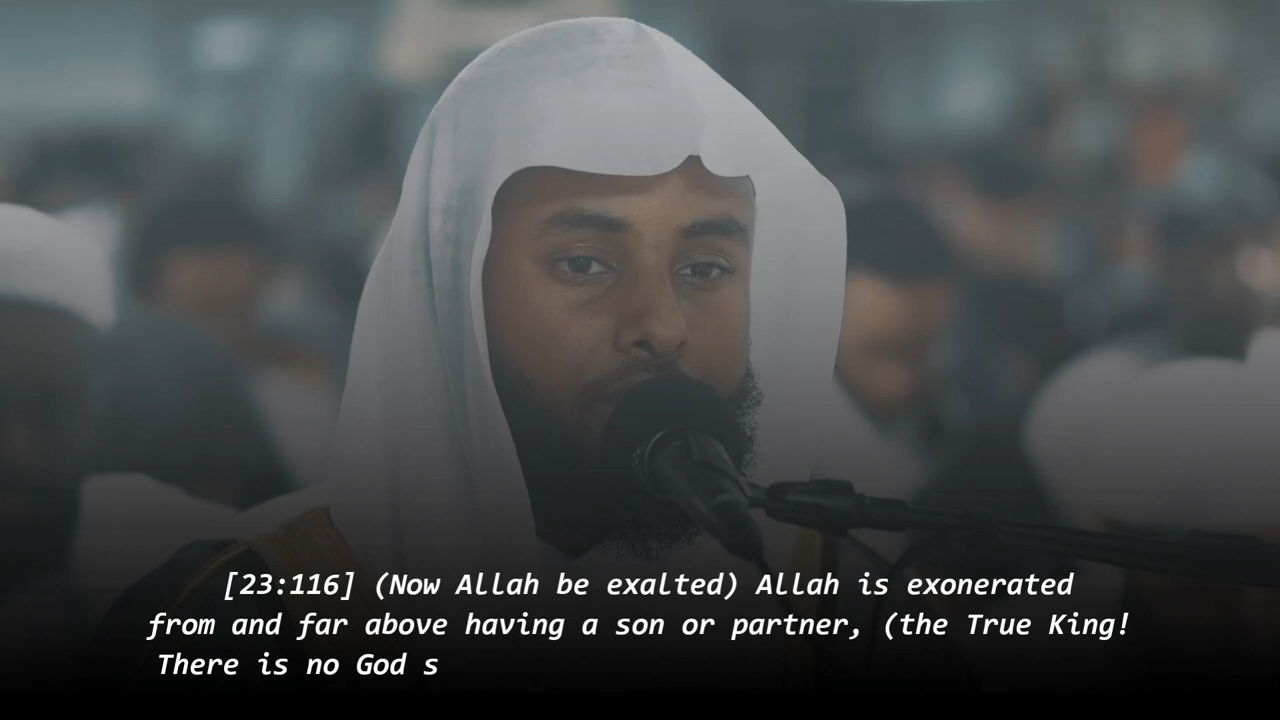 [23:116] (Now Allah be exalted) Allah is exonerated
from and far above having a son or partner, (the True King!
There is no God s